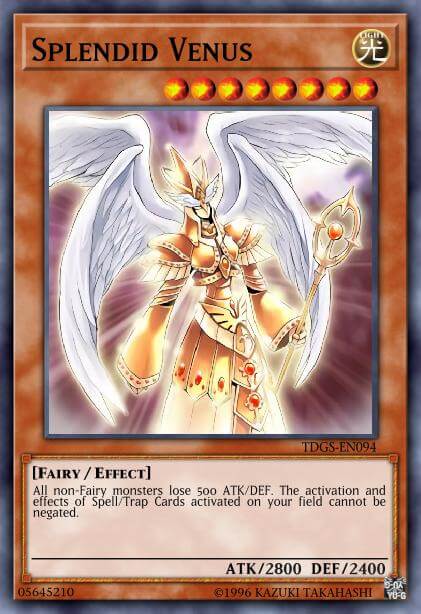 SPLENDID VENUS
LIGHT
光
TDGS-EN094
[FAIRY / EFFECT]
All non-Fairy monsters lose 500 ATK/DEF. The activation and
effects of Spell/Trap Cards activated on your field cannot be
negated.
ATK/2800 DEF/2400
05645210
©1996 KAZUKI TAKAHASHI